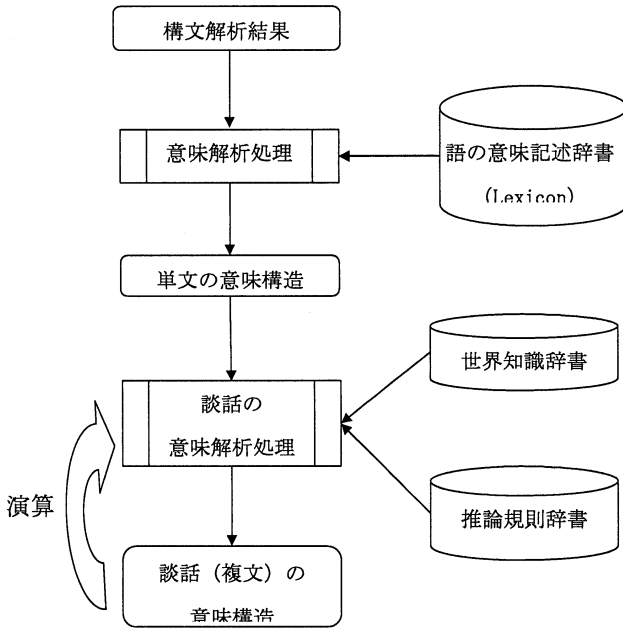 構文解析結果
意味解析処理
語の意味記述辞書
(Lexicon)
単文の意味構造
世界知識辞書
談話の
意味解析処理
演算
推論規則辞書
談話（複文）の
意味構造